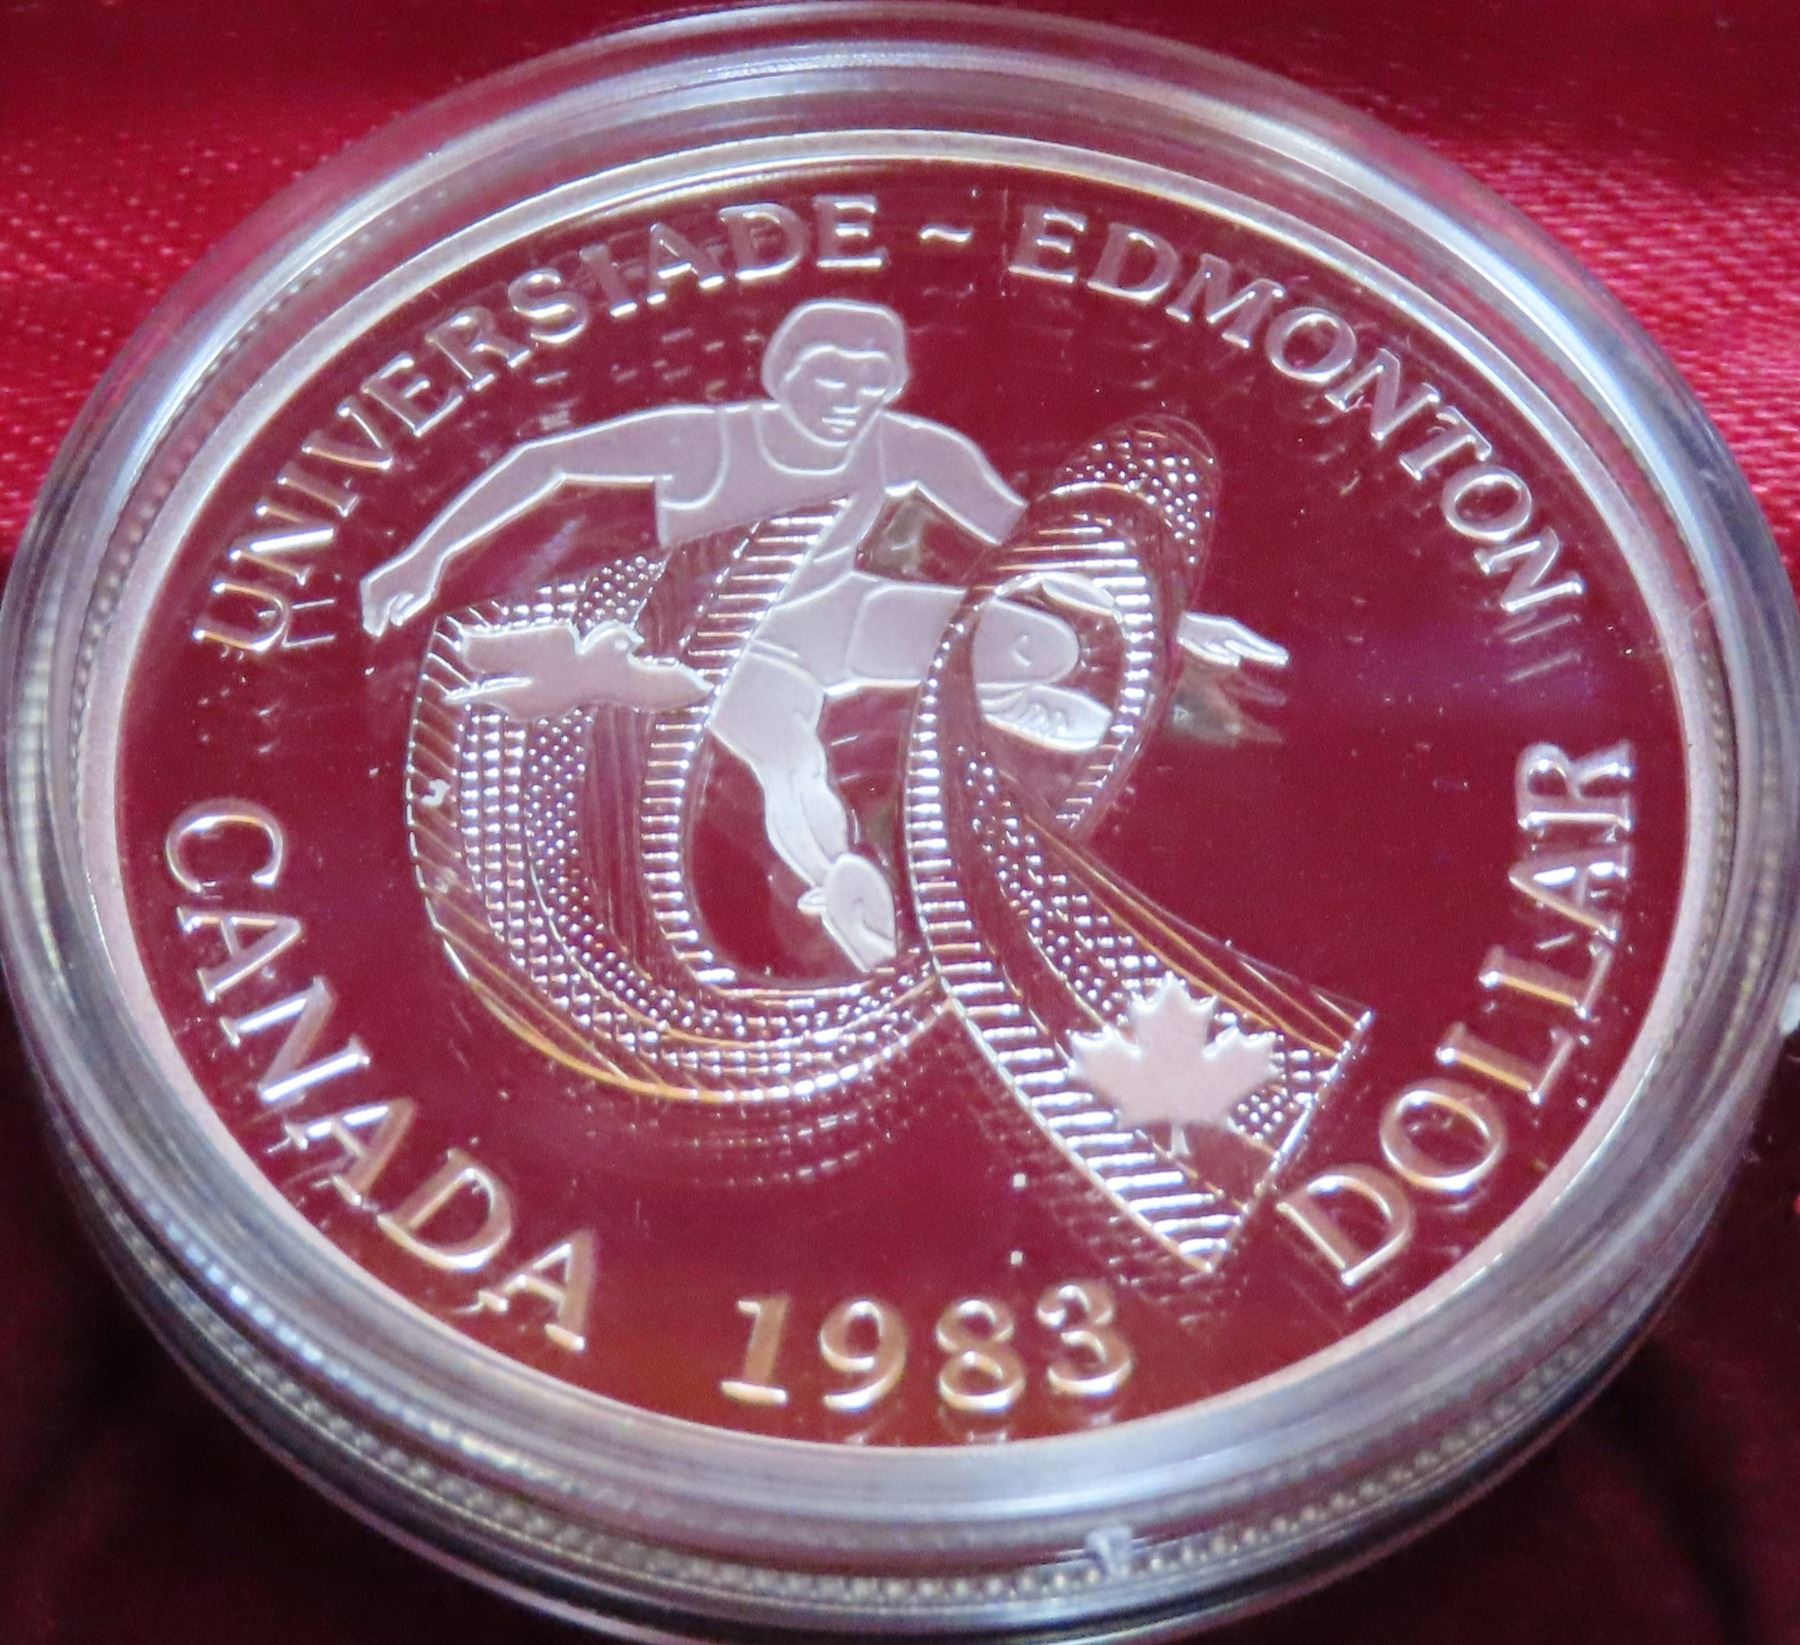 UNIVERSIADE ~ EDMONTON
CANADA 1983 DOLLAR